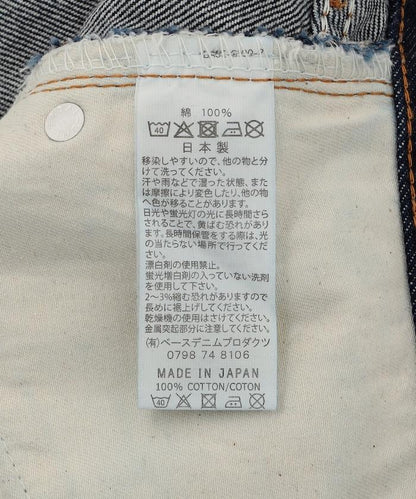 綿 100%
40
日本製
移染しやすいので、他の物と分
けて洗ってください。
汗や雨などで湿った状態、また
は摩擦により変色したり、他の物
へ色が移ることがあります。
日光や蛍光灯の光に長時間さら
されることで、黄ばむ恐れがあり
ます。長時間保管をする際は、光
の当たらない場所で行ってくだ
さい。
漂白剤の使用禁止。
蛍光増白剤の入っていない洗剤
を使用して下さい。
2~3%縮む恐れがありますので
長めに裾上げしてください。
乾燥機の使用はさけてください。
金属突起部分に注意してください。
(有)ベースデニムプロダクツ
0798 74 8106
MADE IN JAPAN
100% COTTON/COTON
40